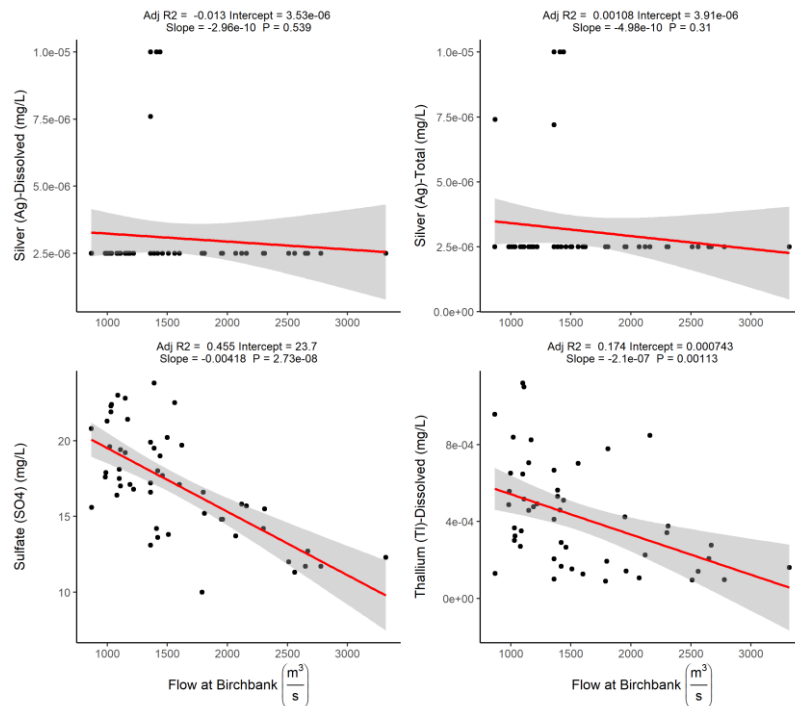 Adj R2 = -0.013 Intercept = 3.53e-06
Slope = -2.96e-10 P = 0.539
Silver (Ag)-Dissolved (mg/L)
1.0e-05
7.5e-06
5.0e-06
2.5e-06
1000 1500 2000 2500 3000
Adj R2 = 0.00108 Intercept = 3.91e-06
Slope = -4.98e-10 P = 0.31
Silver (Ag)-Total (mg/L)
1.0e-05
7.5e-06
5.0e-06
2.5e-06
0.0e+00
1000 1500 2000 2500 3000
Adj R2 = 0.455 Intercept = 23.7
Slope = -0.00418 P = 2.73e-08
Sulfate (SO4) (mg/L)
20
15
10
1000 1500 2000 2500 3000
Flow at Birchbank (m³/s)
Adj R2 = 0.174 Intercept = 0.000743
Slope = -2.1e-07 P = 0.00113
Thallium (Tl)-Dissolved (mg/L)
8e-04
4e-04
0e+00
1000 1500 2000 2500 3000
Flow at Birchbank (m³/s)